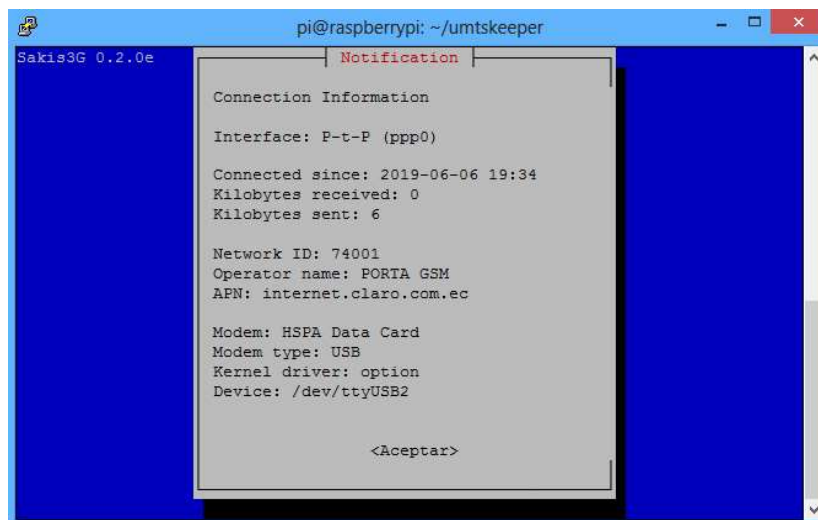 pi@raspberrypi: ~/umtskeeper
Sakis3G 0.2.0e
Notification
Connection Information
Interface: P-t-P (ppp0)
Connected since: 2019-06-06 19:34
Kilobytes received: 0
Kilobytes sent: 6
Network ID: 74001
Operator name: PORTA GSM
APN: internet.claro.com.ec
Modem: HSPA Data Card
Modem type: USB
Kernel driver: option
Device: /dev/ttyUSB2
<Aceptar>